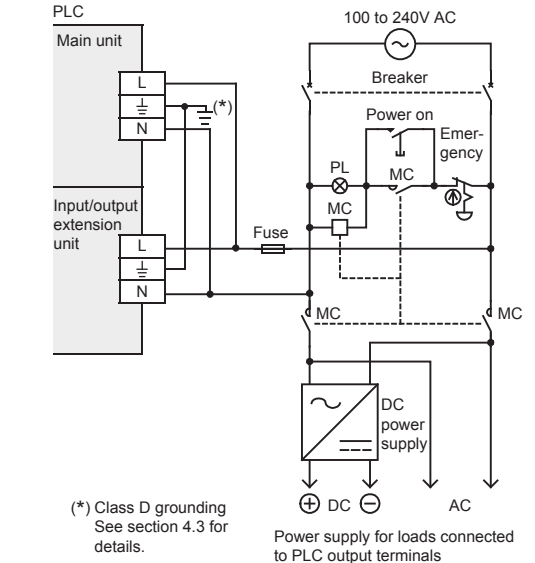 PLC
100 to 240V AC
Main unit
Breaker
L
(*)
N
Power on
Emer-
gency
PL
MC
MC
Input/output
extension
unit
Fuse
L
N
MC
MC
DC
power
supply
DC
AC
(*) Class D grounding
See section 4.3 for
details.
Power supply for loads connected
to PLC output terminals